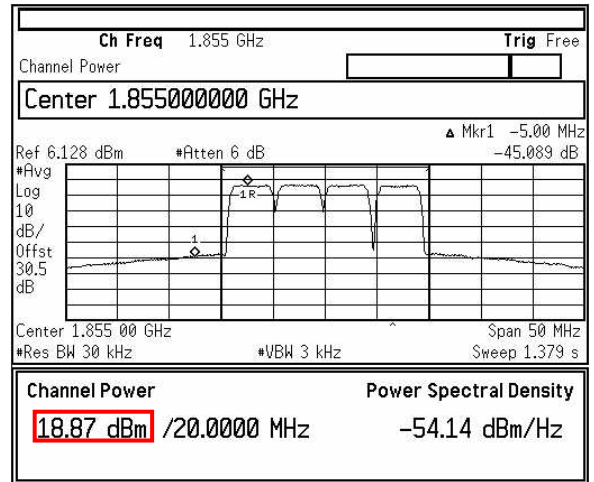 Ch Freq 1.855 GHz Trig Free
Channel Power
Center 1.855000000 GHz
Δ Mkr1 -5.00 MHz
Ref 6.128 dBm #Atten 6 dB -45.089 dB
#Avg
Log
10
dB/
Offst
30.5
dB
1R
1
Center 1.855 00 GHz Span 50 MHz
#Res BW 30 kHz #VBW 3 kHz Sweep 1.379 s
Channel Power Power Spectral Density
18.87 dBm /20.0000 MHz -54.14 dBm/Hz